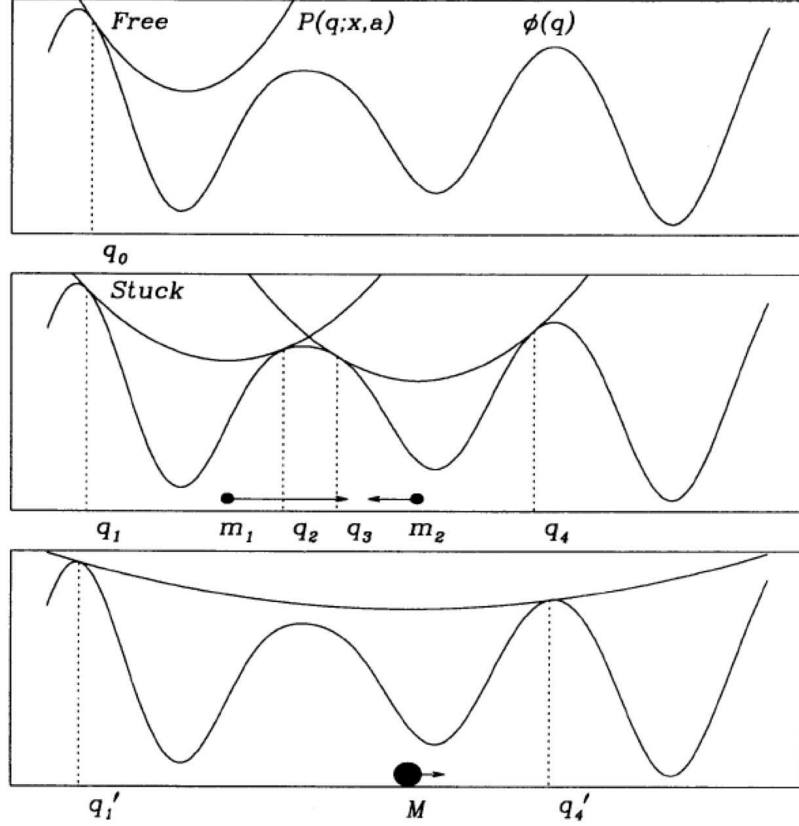 Free P(q;x,a) ϕ(q)
q₀
Stuck
q₁ m₁ q₂ q₃ m₂ q₄
q₁′ M q₄′